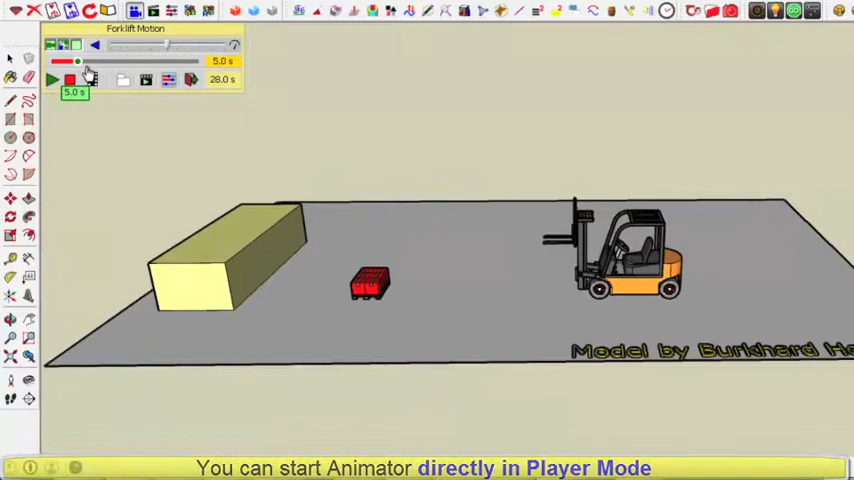 Forklift Motion
5.0 s
28.0 s
5.0 s
Model by Burkhard
You can start Animator directly in Player Mode